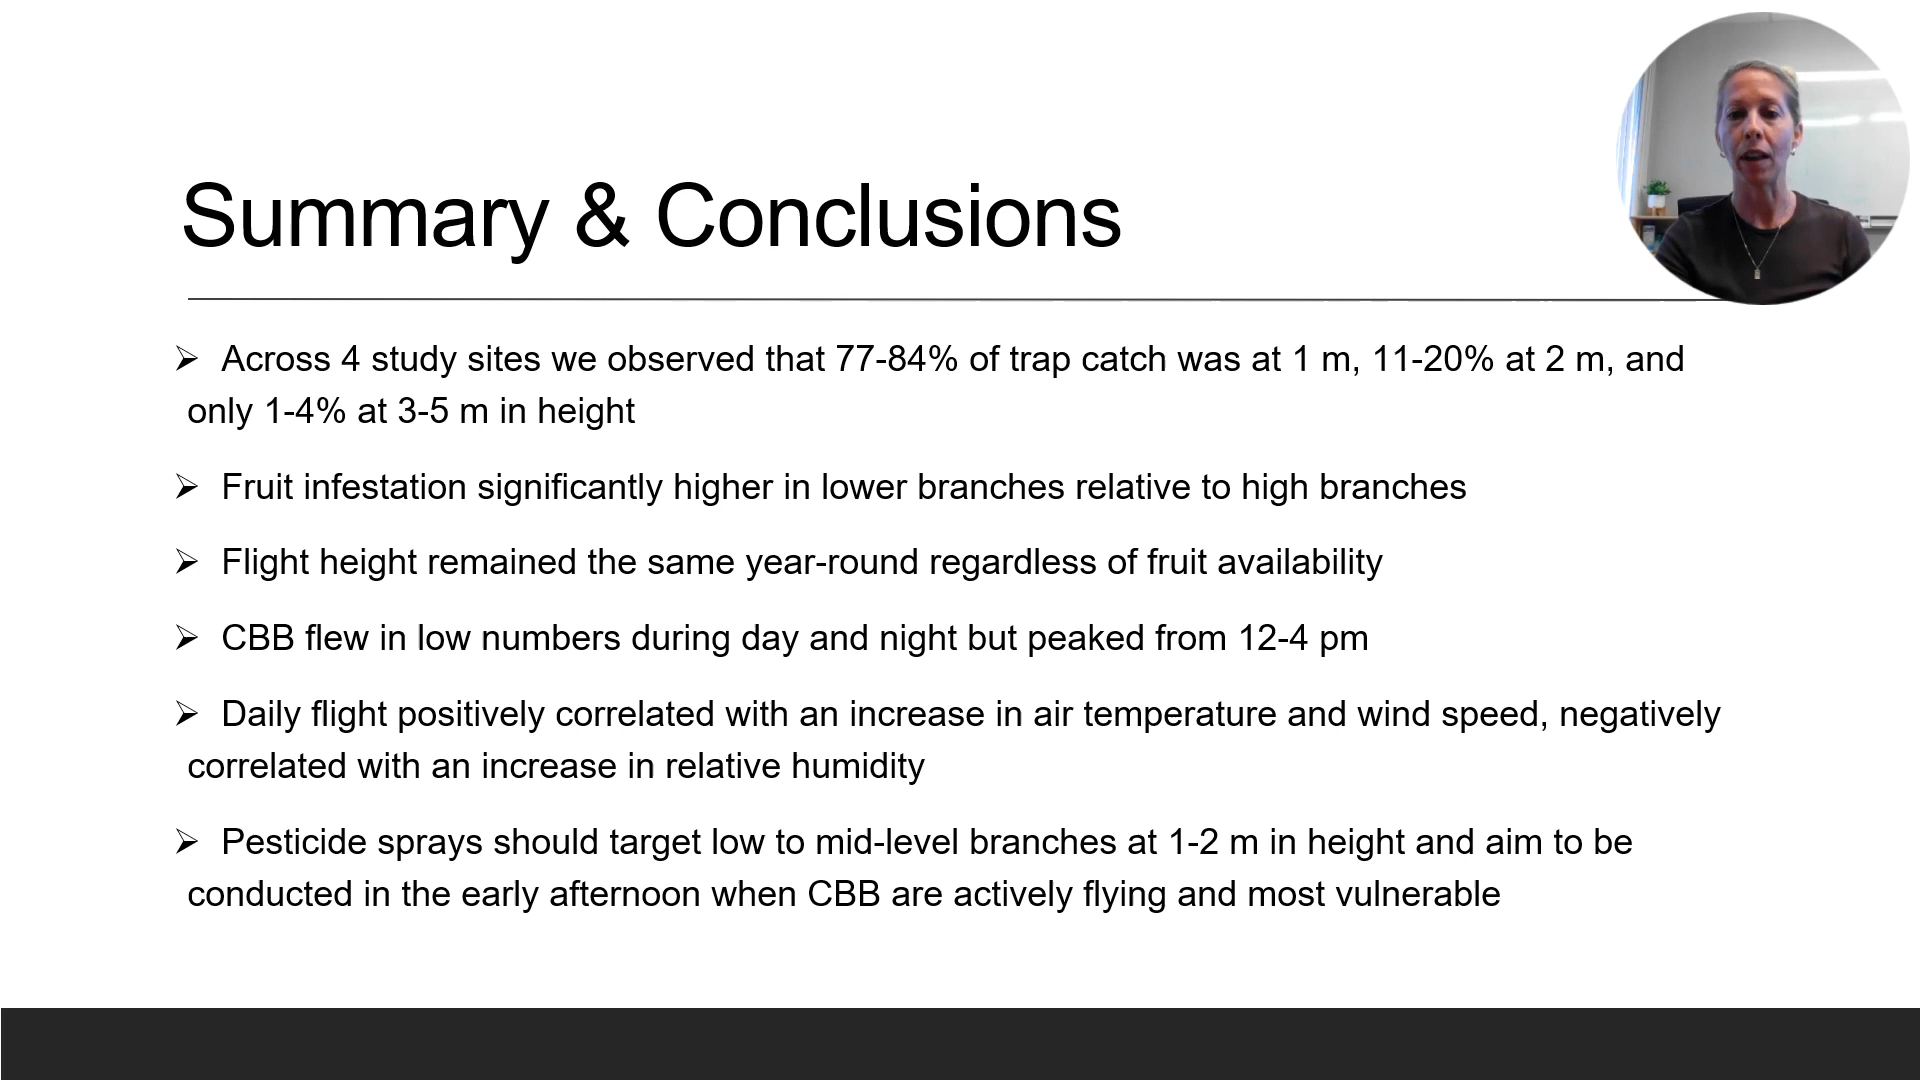 Summary & Conclusions
➢ Across 4 study sites we observed that 77-84% of trap catch was at 1 m, 11-20% at 2 m, and
only 1-4% at 3-5 m in height
➢ Fruit infestation significantly higher in lower branches relative to high branches
➢ Flight height remained the same year-round regardless of fruit availability
➢ CBB flew in low numbers during day and night but peaked from 12-4 pm
➢ Daily flight positively correlated with an increase in air temperature and wind speed, negatively
correlated with an increase in relative humidity
➢ Pesticide sprays should target low to mid-level branches at 1-2 m in height and aim to be
conducted in the early afternoon when CBB are actively flying and most vulnerable